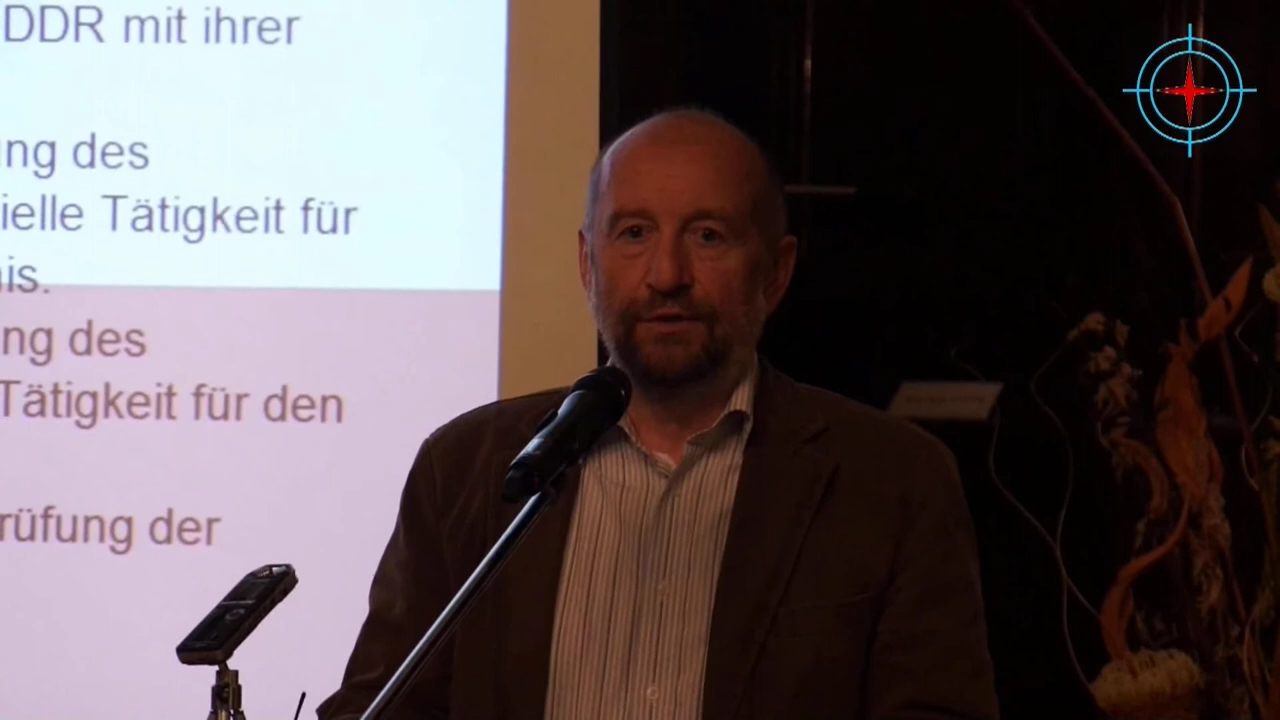 DDR mit ihrer
ng des
ielle Tätigkeit für
is.
ng des
Tätigkeit für den
rüfung der